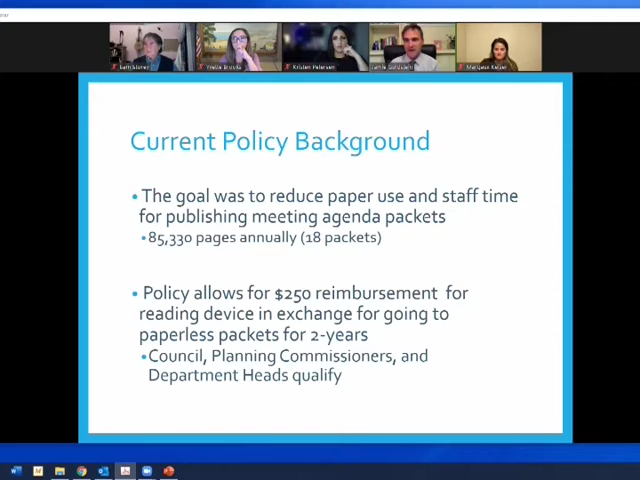 Kristen Petersen
Current Policy Background
• The goal was to reduce paper use and staff time
for publishing meeting agenda packets
• 85,330 pages annually (18 packets)
• Policy allows for $250 reimbursement for
reading device in exchange for going to
paperless packets for 2-years
• Council, Planning Commissioners, and
Department Heads qualify